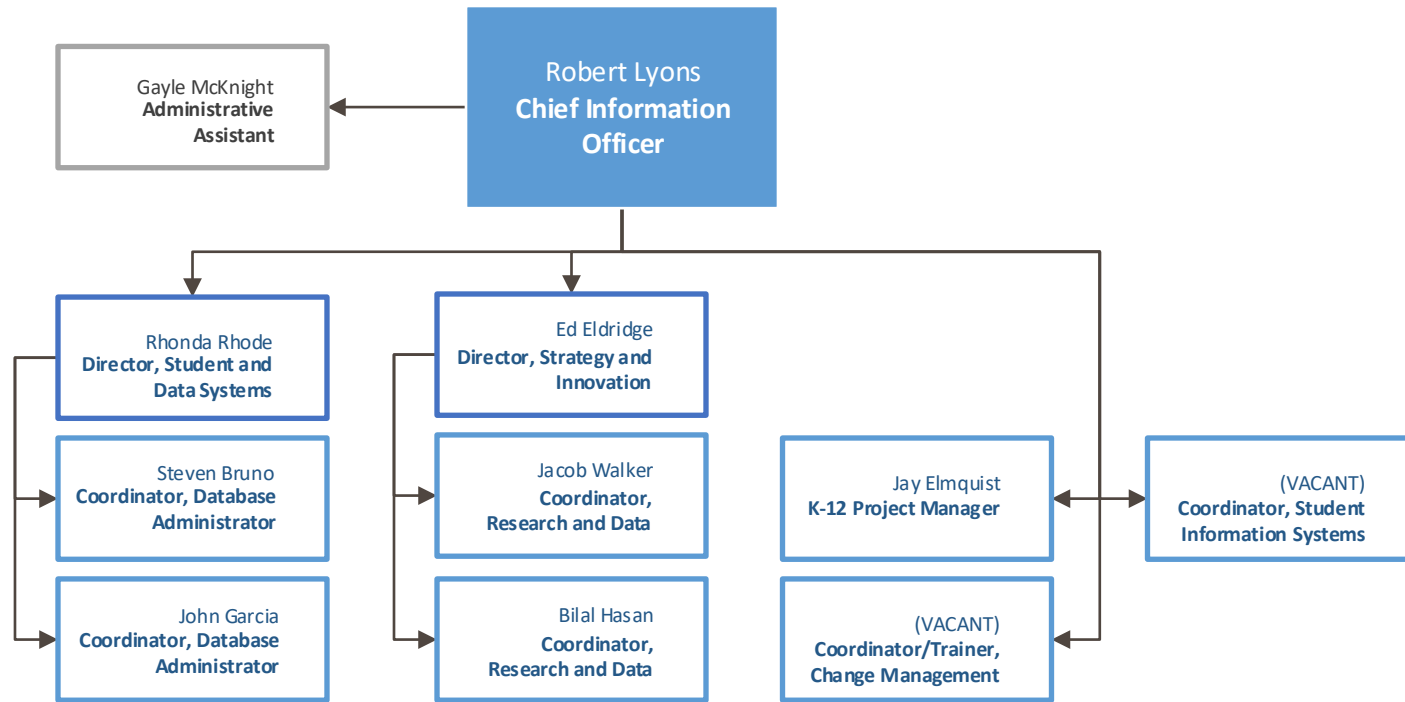 Gayle McKnight
Administrative
Assistant
Robert Lyons
Chief Information
Officer
Rhonda Rhode
Director, Student and
Data Systems
Ed Eldridge
Director, Strategy and
Innovation
Steven Bruno
Coordinator, Database
Administrator
Jacob Walker
Coordinator,
Research and Data
Jay Elmquist
K-12 Project Manager
(VACANT)
Coordinator, Student
Information Systems
John Garcia
Coordinator, Database
Administrator
Bilal Hasan
Coordinator,
Research and Data
(VACANT)
Coordinator/Trainer,
Change Management